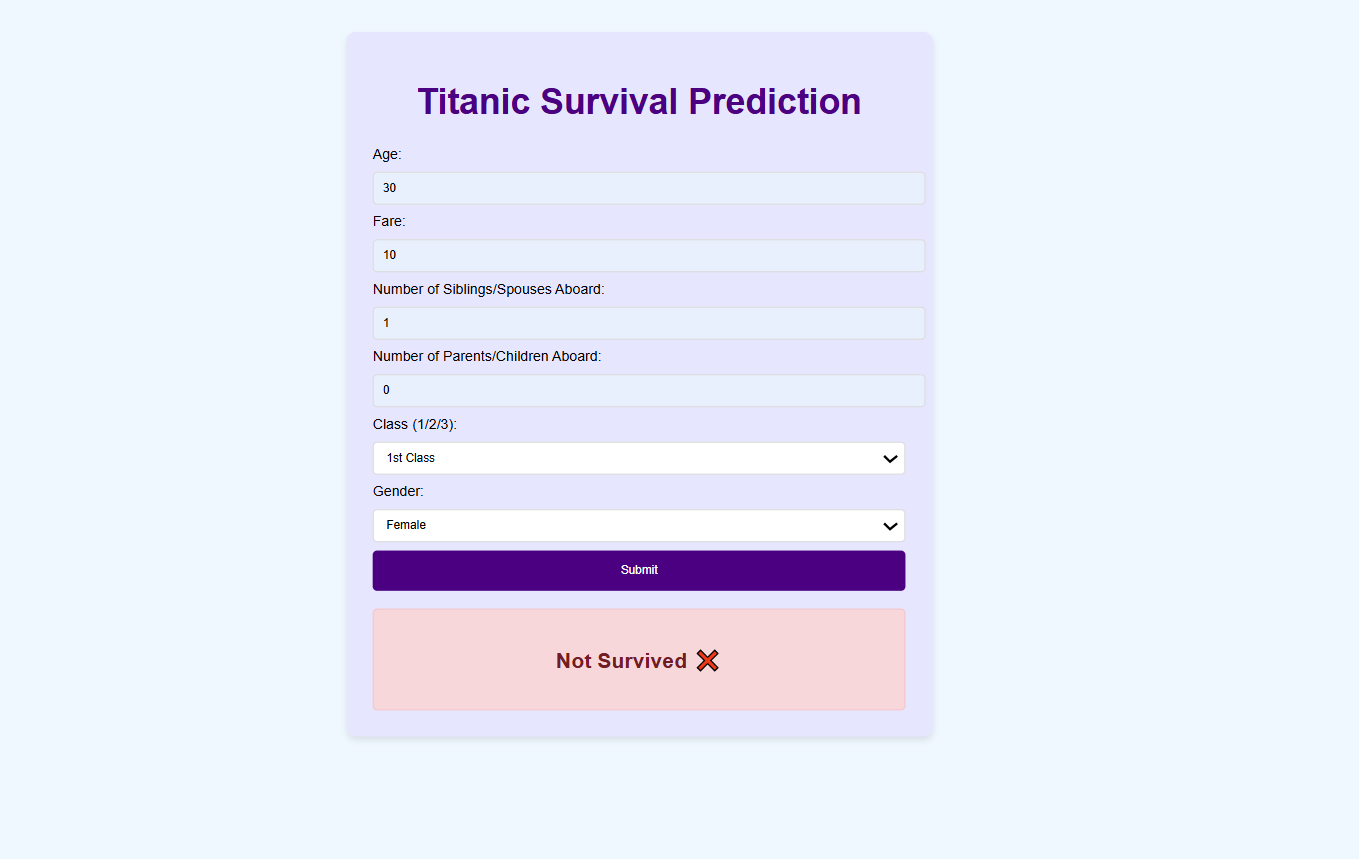 Titanic Survival Prediction
Age:
30
Fare:
10
Number of Siblings/Spouses Aboard:
1
Number of Parents/Children Aboard:
0
Class (1/2/3):
1st Class
Gender:
Female
Submit
Not Survived ❌